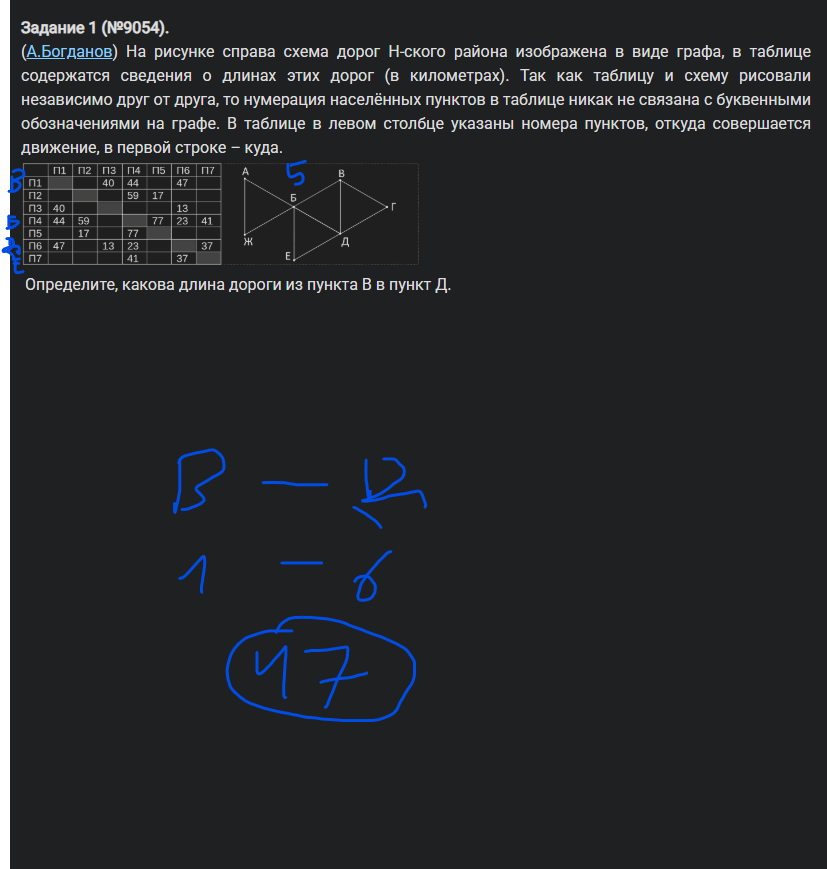 Задание 1 (№9054).
(А.Богданов) На рисунке справа схема дорог Н-ского района изображена в виде графа, в таблице
содержатся сведения о длинах этих дорог (в километрах). Так как таблицу и схему рисовали
независимо друг от друга, то нумерация населённых пунктов в таблице никак не связана с буквенными
обозначениями на графе. В таблице в левом столбце указаны номера пунктов, откуда совершается
движение, в первой строке – куда.
П1 П2 П3 П4 П5 П6 П7
В П1 40 44 47
П2 59 17
П3 40 13
Б П4 44 59 77 23 41
П5 17 77
П6 47 13 23 37
П7 41 37
5
А В
Б
Г
Ж Д
Е
Определите, какова длина дороги из пункта В в пункт Д.
В — Д
1 — 6
47